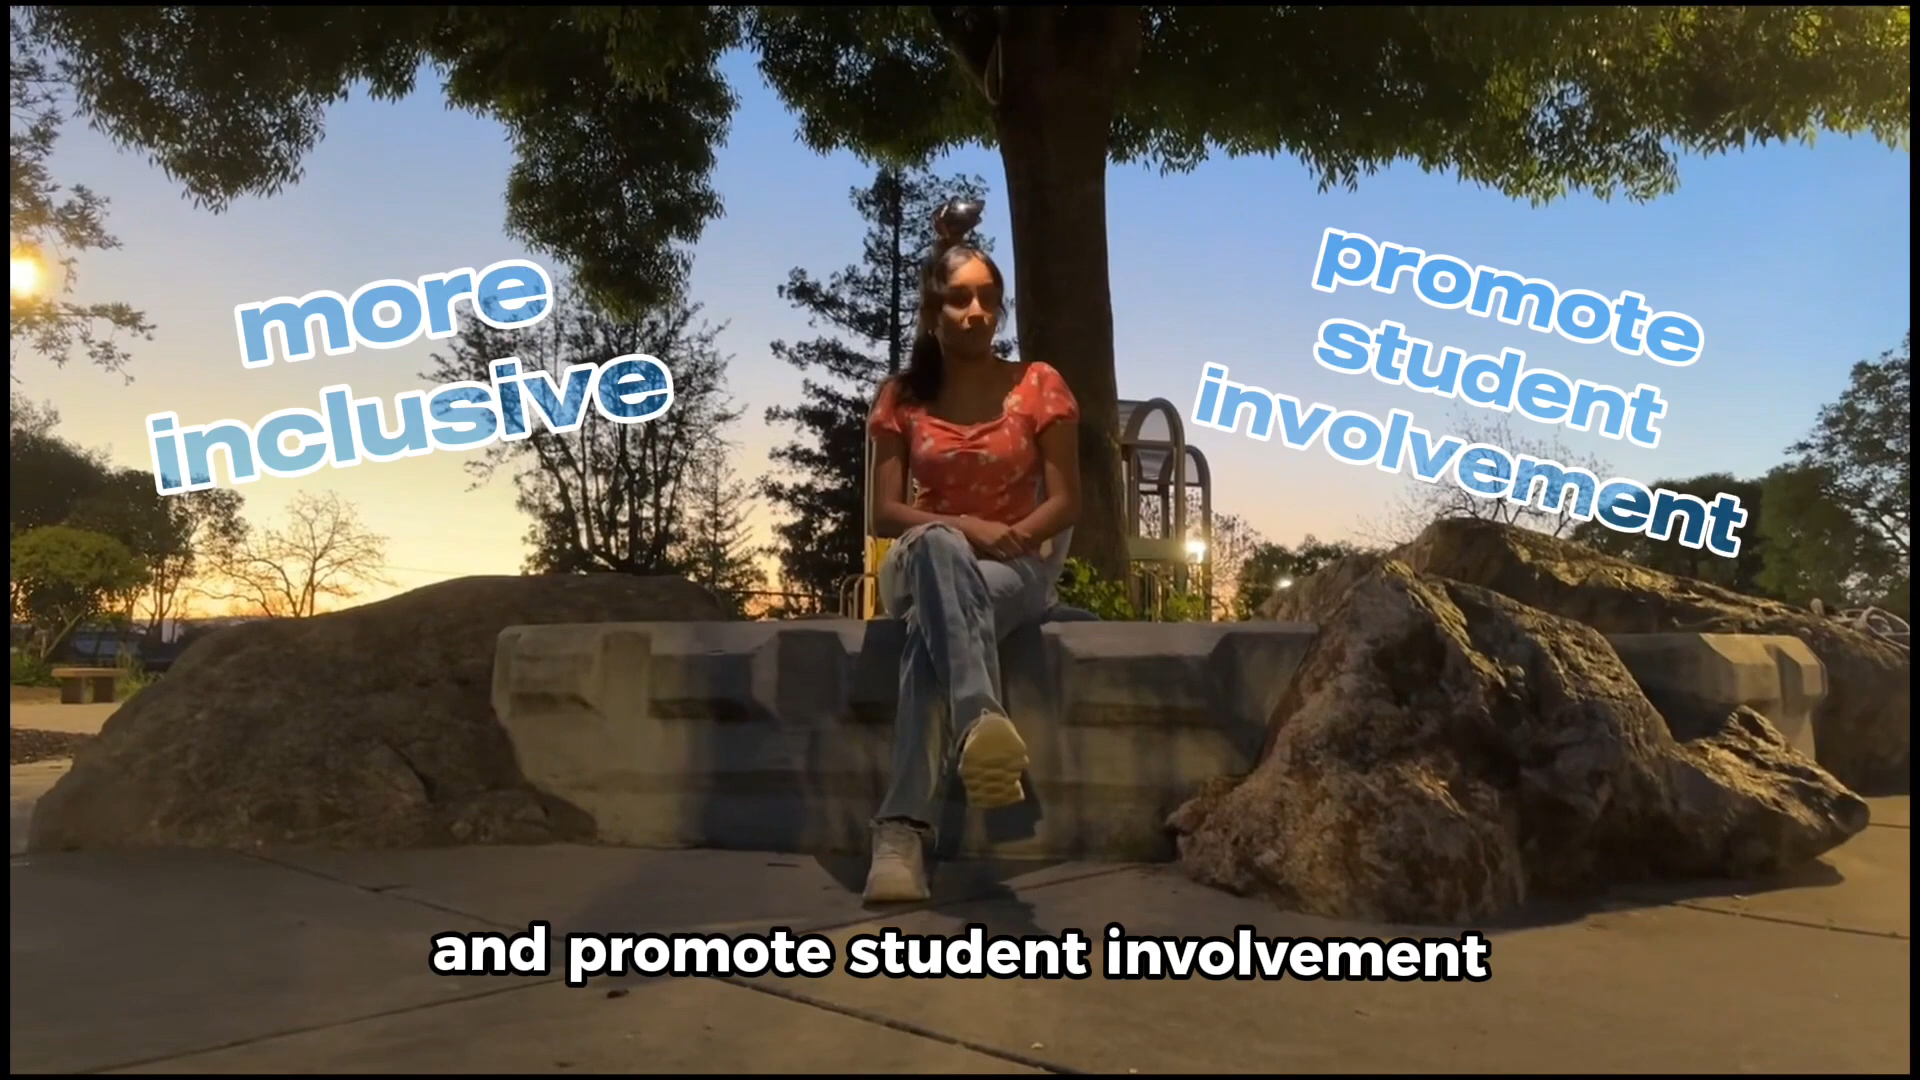 more
inclusive
promote
student
involvement
and promote student involvement